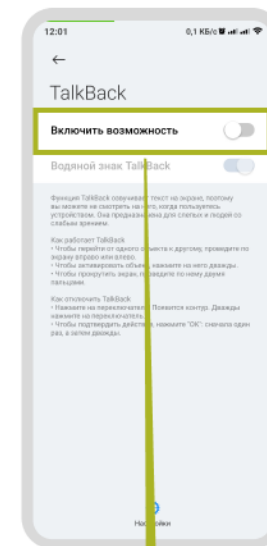 12:01 0,1 КБ/с
TalkBack
Включить возможность
Водяной знак TalkBack
Функция TalkBack озвучивает текст на экране, поэтому
вы можете не смотреть на него, когда пользуетесь
устройством. Она предназначена для слепых и людей со
слабым зрением.
Как работает TalkBack
• Чтобы перейти от одного объекта к другому, проведите по
экрану вправо или влево.
• Чтобы активировать объект, нажмите на него дважды.
• Чтобы прокрутить экран, проведите по нему двумя
пальцами.
Как отключить TalkBack
• Нажмите на переключатель. Появится контур. Дважды
нажмите на переключатель.
• Чтобы подтвердить действие, нажмите "ОК": сначала один
раз, а затем дважды.
Настройки